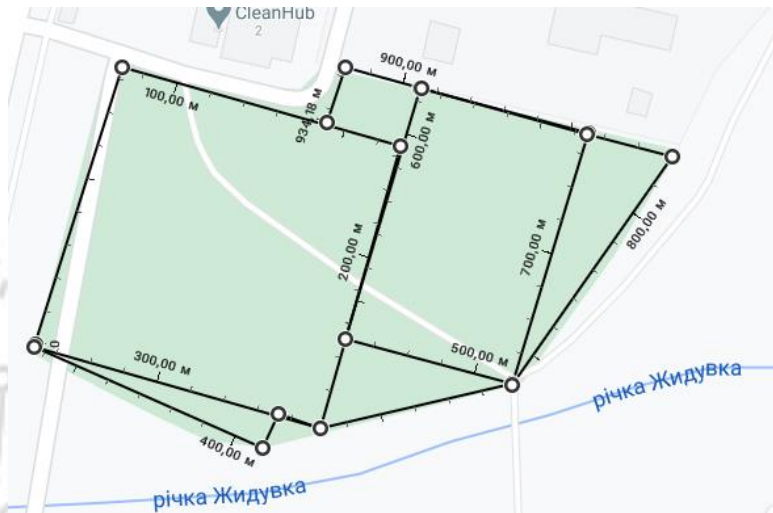 CleanHub
2
900,00 м
100,00 м
934,18 м
600,00 м
200,00 м
700,00 м
800,00 м
300,00 м
500,00 м
400,00 м
0
річка Жидувка
річка Жидувка